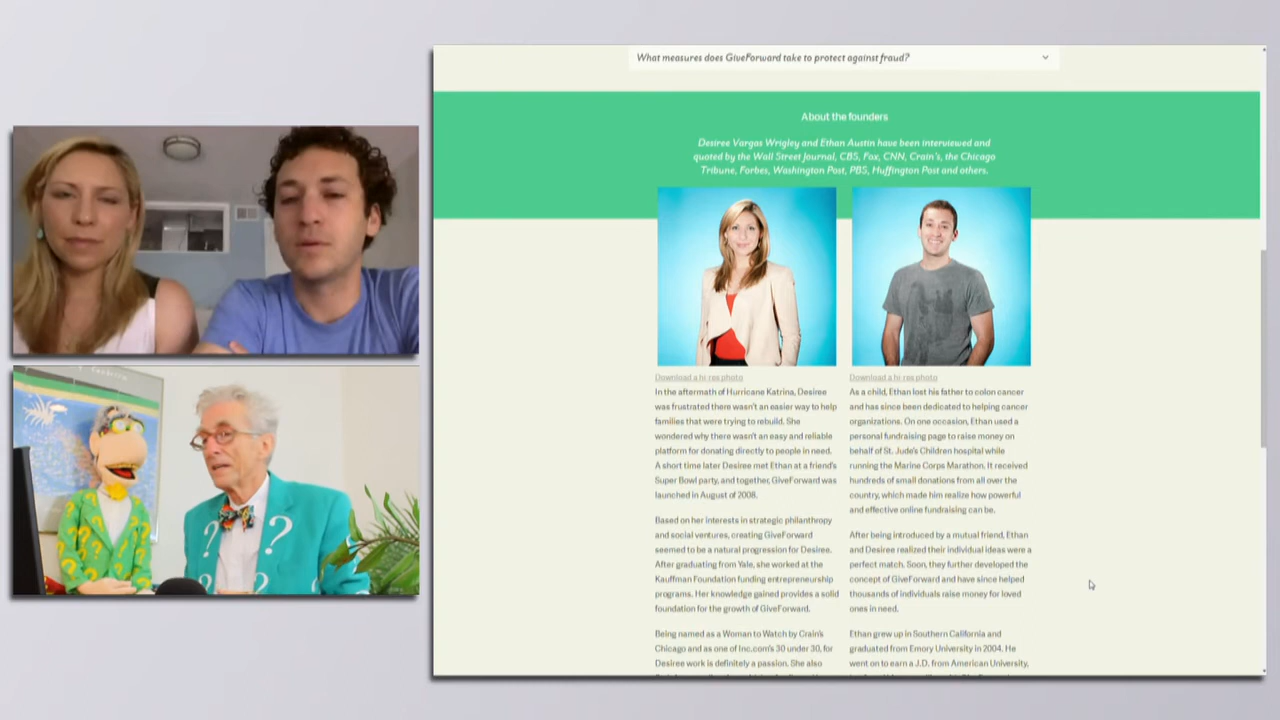 What measures does GiveForward take to protect against fraud?
About the founders
Desiree Vargas Wrigley and Ethan Austin have been interviewed and
quoted by the Wall Street Journal, CBS, Fox, CNN, Crain's, the Chicago
Tribune, Forbes, Washington Post, PBS, Huffington Post and others.
Download a hi-res photo
In the aftermath of Hurricane Katrina, Desiree
was frustrated there wasn't an easier way to help
families that were trying to rebuild. She
wondered why there wasn't an easy and reliable
platform for donating directly to people in need.
A short time later Desiree met Ethan at a friend's
Super Bowl party, and together, GiveForward was
launched in August of 2008.
Based on her interests in strategic philanthropy
and social ventures, creating GiveForward
seemed to be a natural progression for Desiree.
After graduating from Yale, she worked at the
Kauffman Foundation funding entrepreneurship
programs. Her knowledge gained provides a solid
foundation for the growth of GiveForward.
Being named as a Woman to Watch by Crain's
Chicago and as one of Inc.com's 30 under 30, for
Desiree work is definitely a passion. She also
Download a hi-res photo
As a child, Ethan lost his father to colon cancer
and has since been dedicated to helping cancer
organizations. On one occasion, Ethan used a
personal fundraising page to raise money on
behalf of St. Jude's Children hospital while
running the Marine Corps Marathon. It received
hundreds of small donations from all over the
country, which made him realize how powerful
and effective online fundraising can be.
After being introduced by a mutual friend, Ethan
and Desiree realized their individual ideas were a
perfect match. Soon, they further developed the
concept of GiveForward and have since helped
thousands of individuals raise money for loved
ones in need.
Ethan grew up in Southern California and
graduated from Emory University in 2004. He
went on to earn a J.D. from American University,